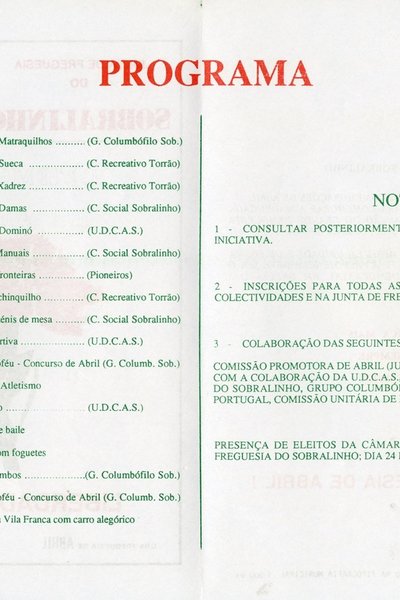 PROGRAMA
Matraquilhos .......... (G. Columbófilo Sob.)
Sueca .................. (C. Recreativo Torrão)
Xadrez ................. (C. Recreativo Torrão)
Damas ................. (C. Social Sobralinho)
Dominó ................. (U.D.C.A.S.)
Manuais ................ (C. Social Sobralinho)
ronteiras ............... (Pioneiros)
chinquilho .............. (C. Recreativo Torrão)
énis de mesa .......... (C. Social Sobralinho)
rtiva .................... (U.D.C.A.S.)
oféu - Concurso de Abril (G. Columb. Sob.)
Atletismo
o ........................ (U.D.C.A.S.)
e baile
om foguetes
mbos ....................(G. Columbófilo Sob.)
oféu - Concurso de Abril (G. Columb. Sob.)
a Vila Franca com carro alegórico
NO
1 - CONSULTAR POSTERIORMENT
INICIATIVA.
2 - INSCRIÇÕES PARA TODAS AS
COLECTIVIDADES E NA JUNTA DE FRE
3 - COLABORAÇÃO DAS SEGUINTES
COMISSÃO PROMOTORA DE ABRIL (JU
COM A COLABORAÇÃO DA U.D.C.A.S.,
DO SOBRALINHO, GRUPO COLUMBÓ
PORTUGAL, COMISSÃO UNITÁRIA DE
PRESENÇA DE ELEITOS DA CÂMAR
FREGUESIA DO SOBRALINHO; DIA 24